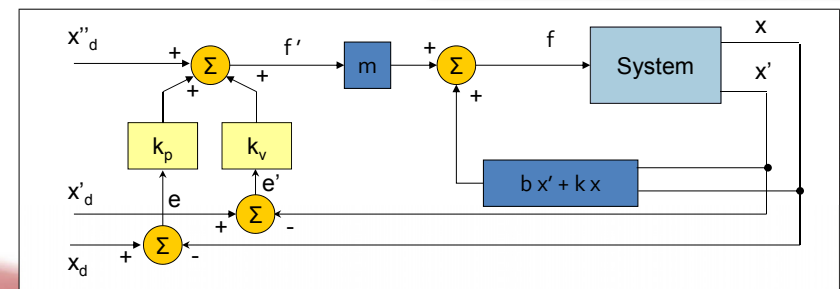 x''d
+
Σ
f′
m
+
Σ
f
System
x
x'
+
+
+
kp
kv
b x′ + k x
x'd
e
e'
Σ
+
-
xd
+
Σ
-